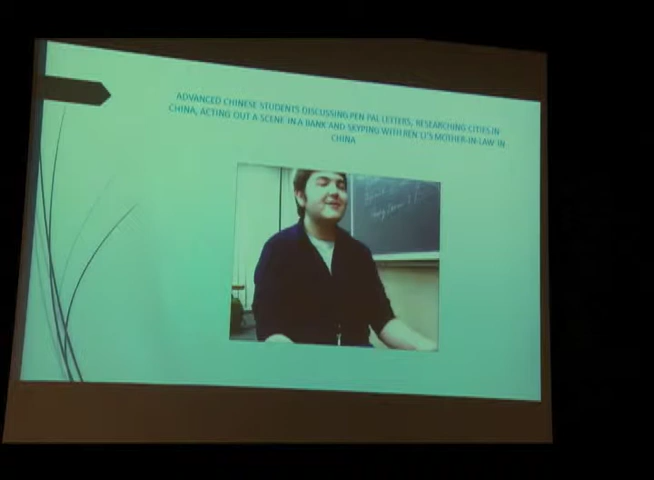 ADVANCED CHINESE STUDENTS DISCUSSING PEN PAL LETTERS, RESEARCHING CITIES IN
CHINA, ACTING OUT A SCENE IN A BANK AND SKYPING WITH REN LI'S MOTHER-IN-LAW IN
CHINA